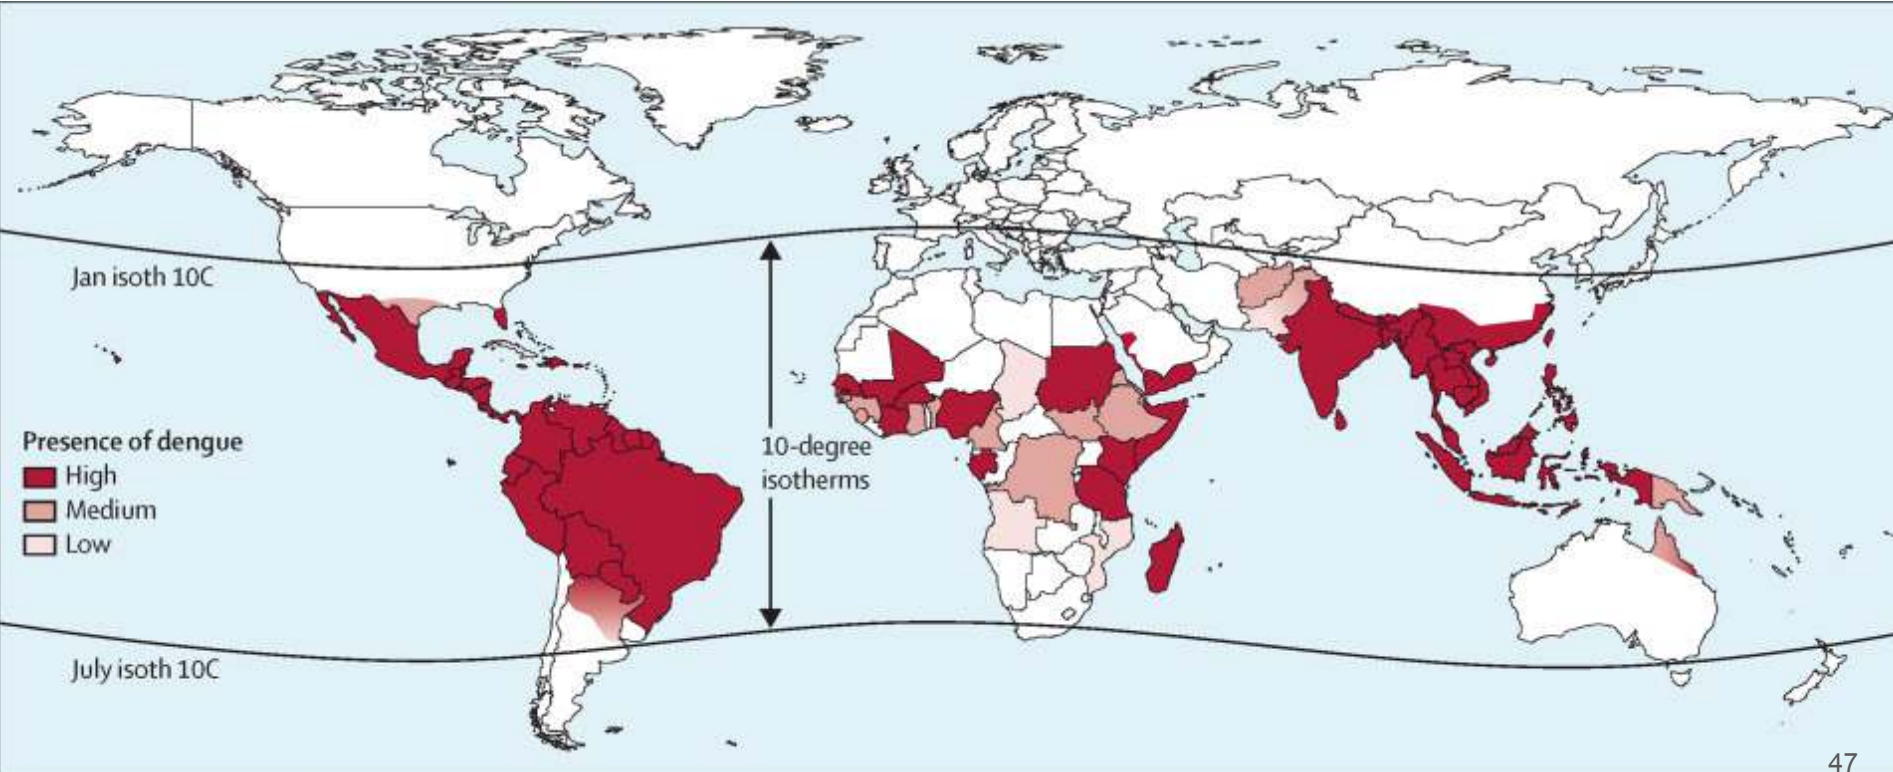 Jan isoth 10C
Presence of dengue
High
Medium
Low
10-degree
isotherms
July isoth 10C
47